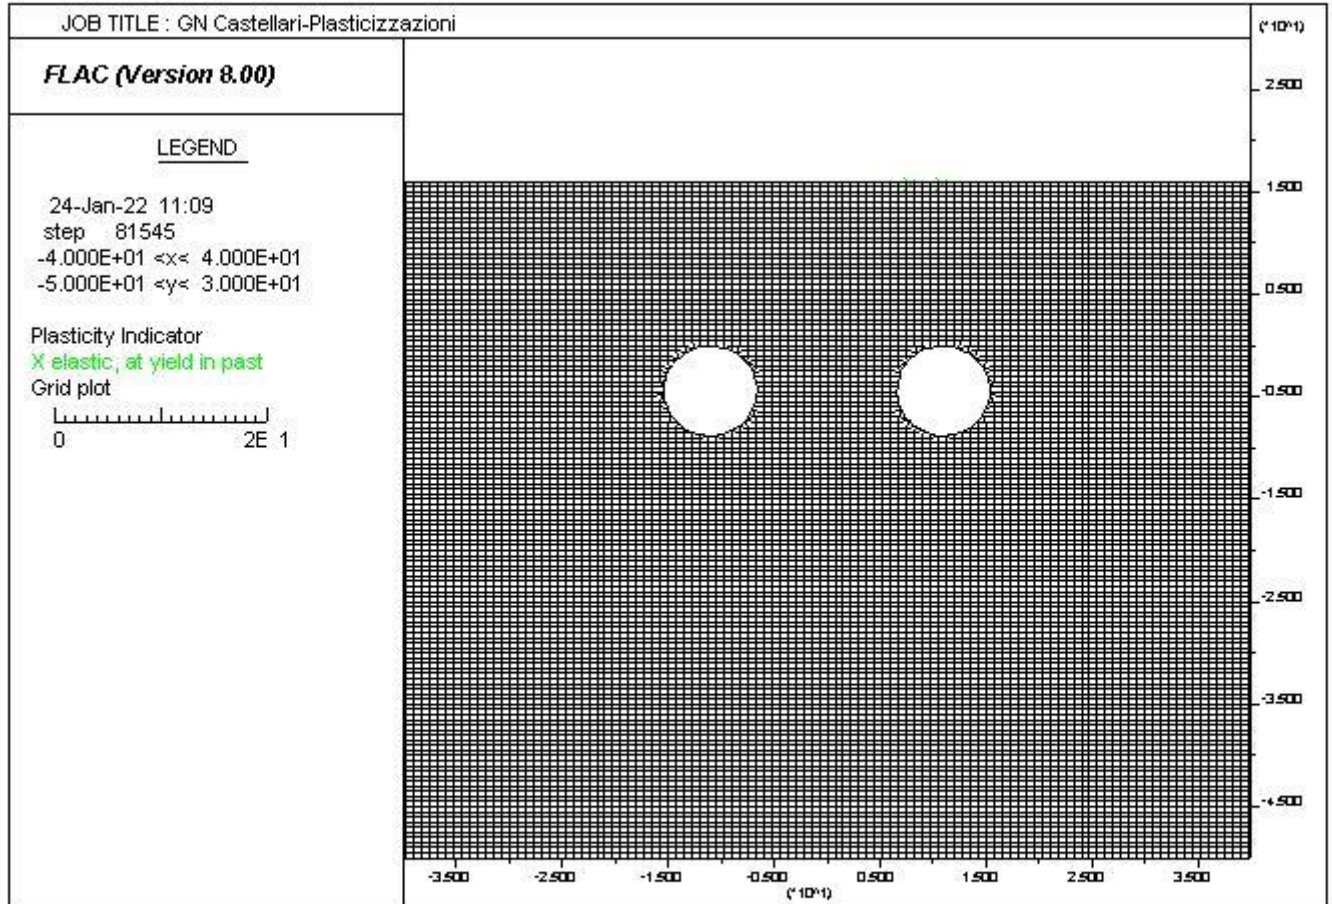 JOB TITLE : GN Castellari-Plasticizzazioni
FLAC (Version 8.00)
LEGEND
24-Jan-22 11:09
step 81545
-4.000E+01 <x< 4.000E+01
-5.000E+01 <y< 3.000E+01
Plasticity Indicator
X elastic, at yield in past
Grid plot
0 2E 1
(*10^1)
2.500
1.500
0.500
-0.500
-1.500
-2.500
-3.500
-4.500
-3.500 -2.500 -1.500 -0.500 0.500 1.500 2.500 3.500
(*10^1)